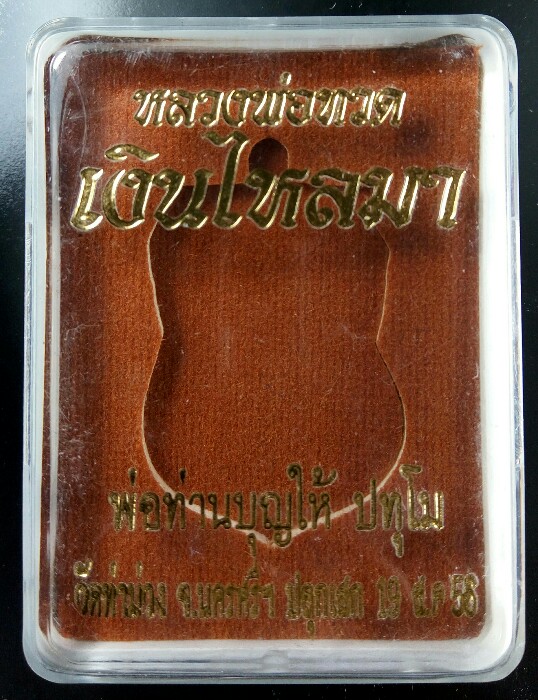 หลวงพ่อทวด
เงินไหลมา
พ่อท่านบุญให้ ปทุโม
วัดท่าม่วง จ.นครศรีฯ ปลุกเสก 19 ส.ค 58